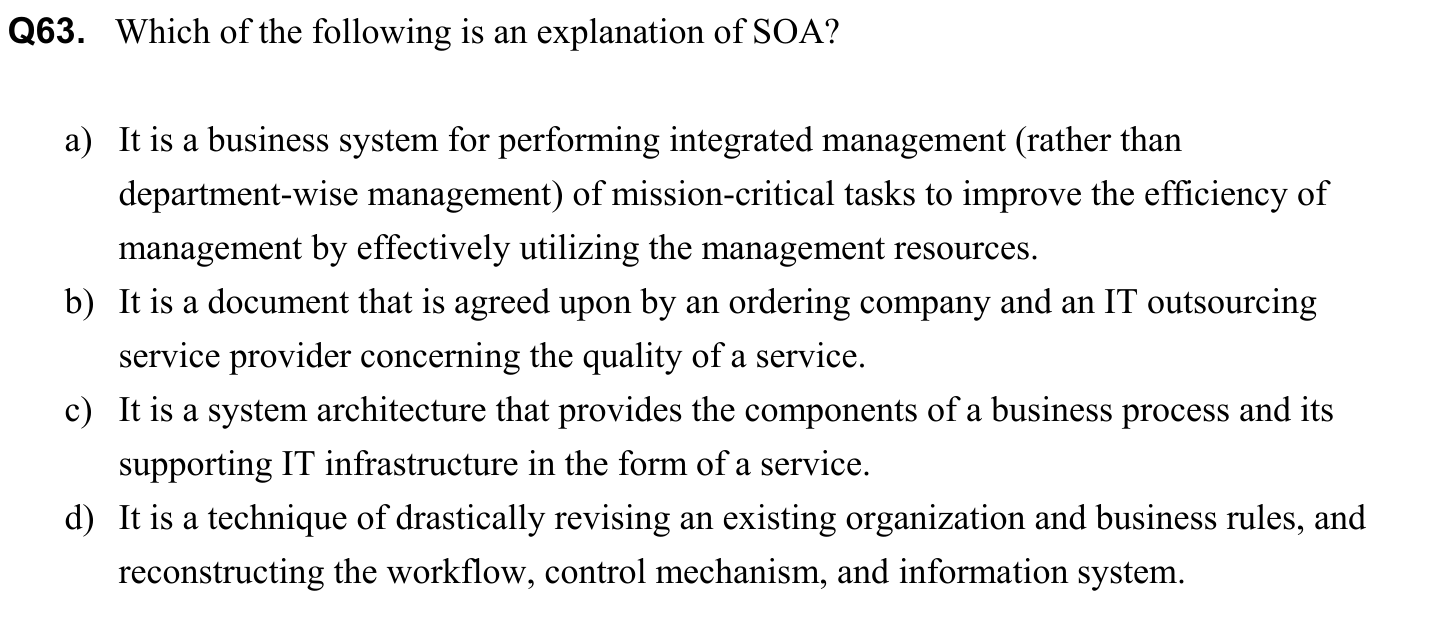 Q63. Which of the following is an explanation of SOA?
a) It is a business system for performing integrated management (rather than
department-wise management) of mission-critical tasks to improve the efficiency of
management by effectively utilizing the management resources.
b) It is a document that is agreed upon by an ordering company and an IT outsourcing
service provider concerning the quality of a service.
c) It is a system architecture that provides the components of a business process and its
supporting IT infrastructure in the form of a service.
d) It is a technique of drastically revising an existing organization and business rules, and
reconstructing the workflow, control mechanism, and information system.